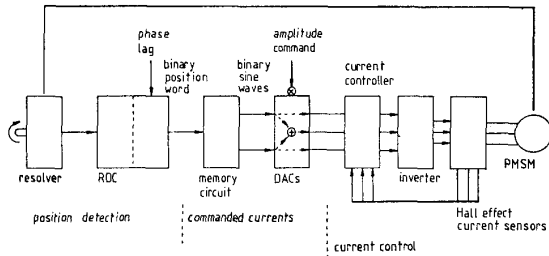 phase
lag
binary
position
word
binary
sine
waves
amplitude
command
current
controller
resolver
RDC
memory
circuit
DACs
inverter
Hall effect
current sensors
PMSM
position detection
commanded currents
current control